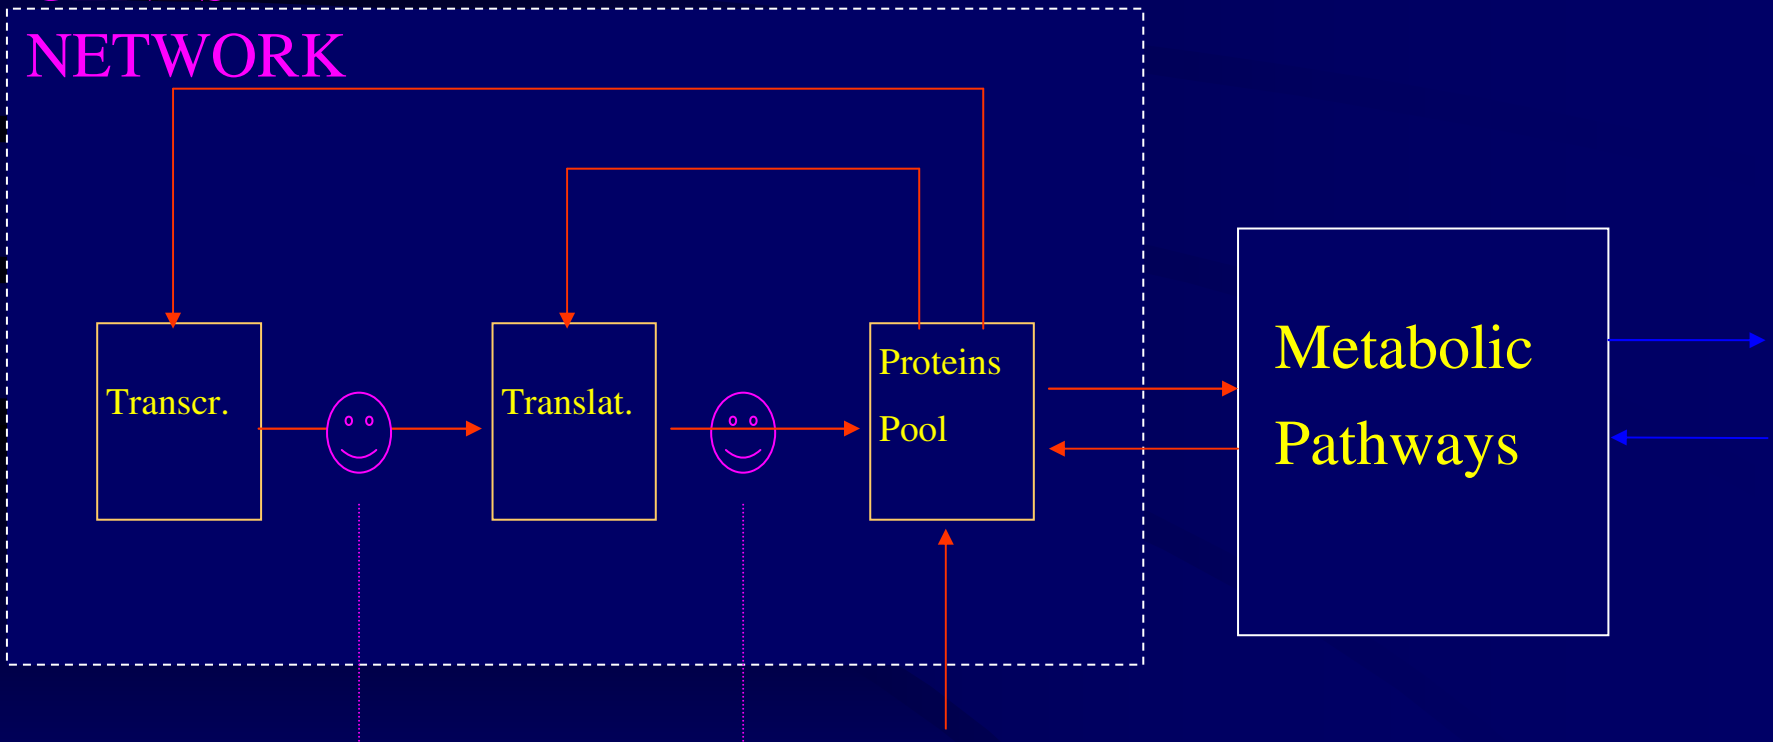 NETWORK
Transcr.
Translat.
Proteins
Pool
Metabolic
Pathways